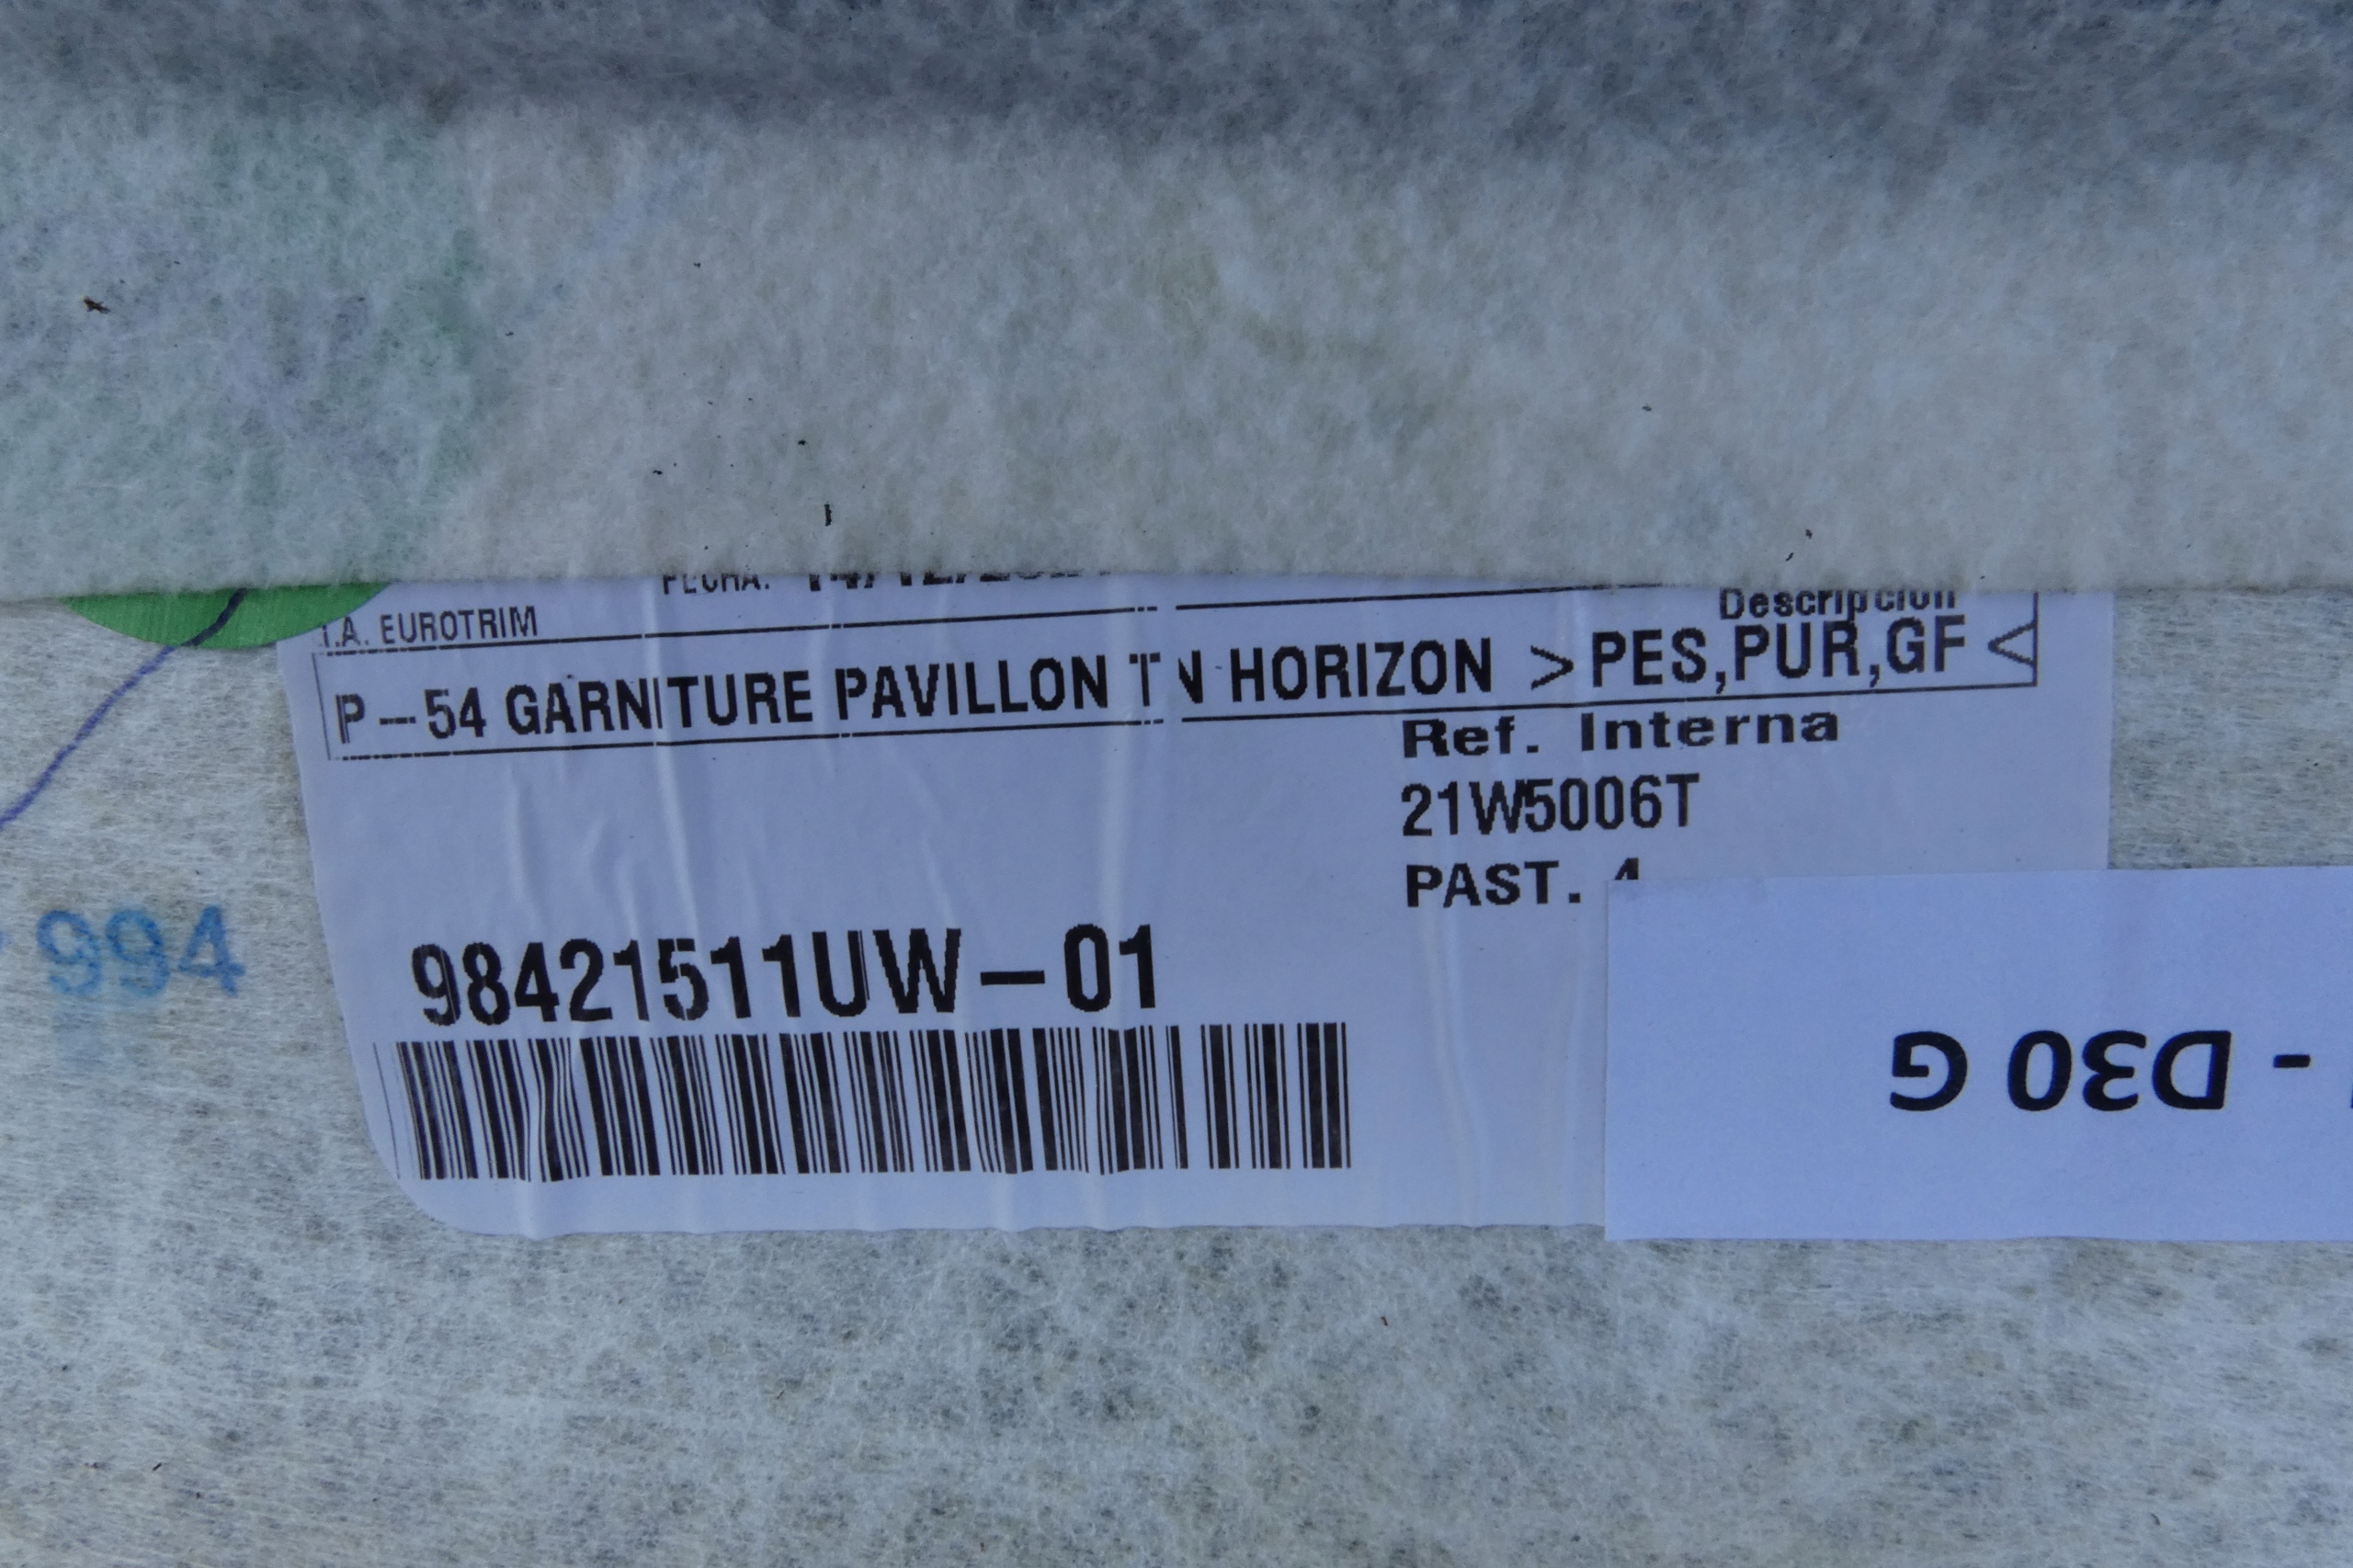 FECHA:
Descripción
I.A. EUROTRIM
P-54 GARNITURE PAVILLON TN HORIZON >PES,PUR,GF<
Ref. Interna
21W5006T
PAST. 4
98421511UW-01
994
- D30 G